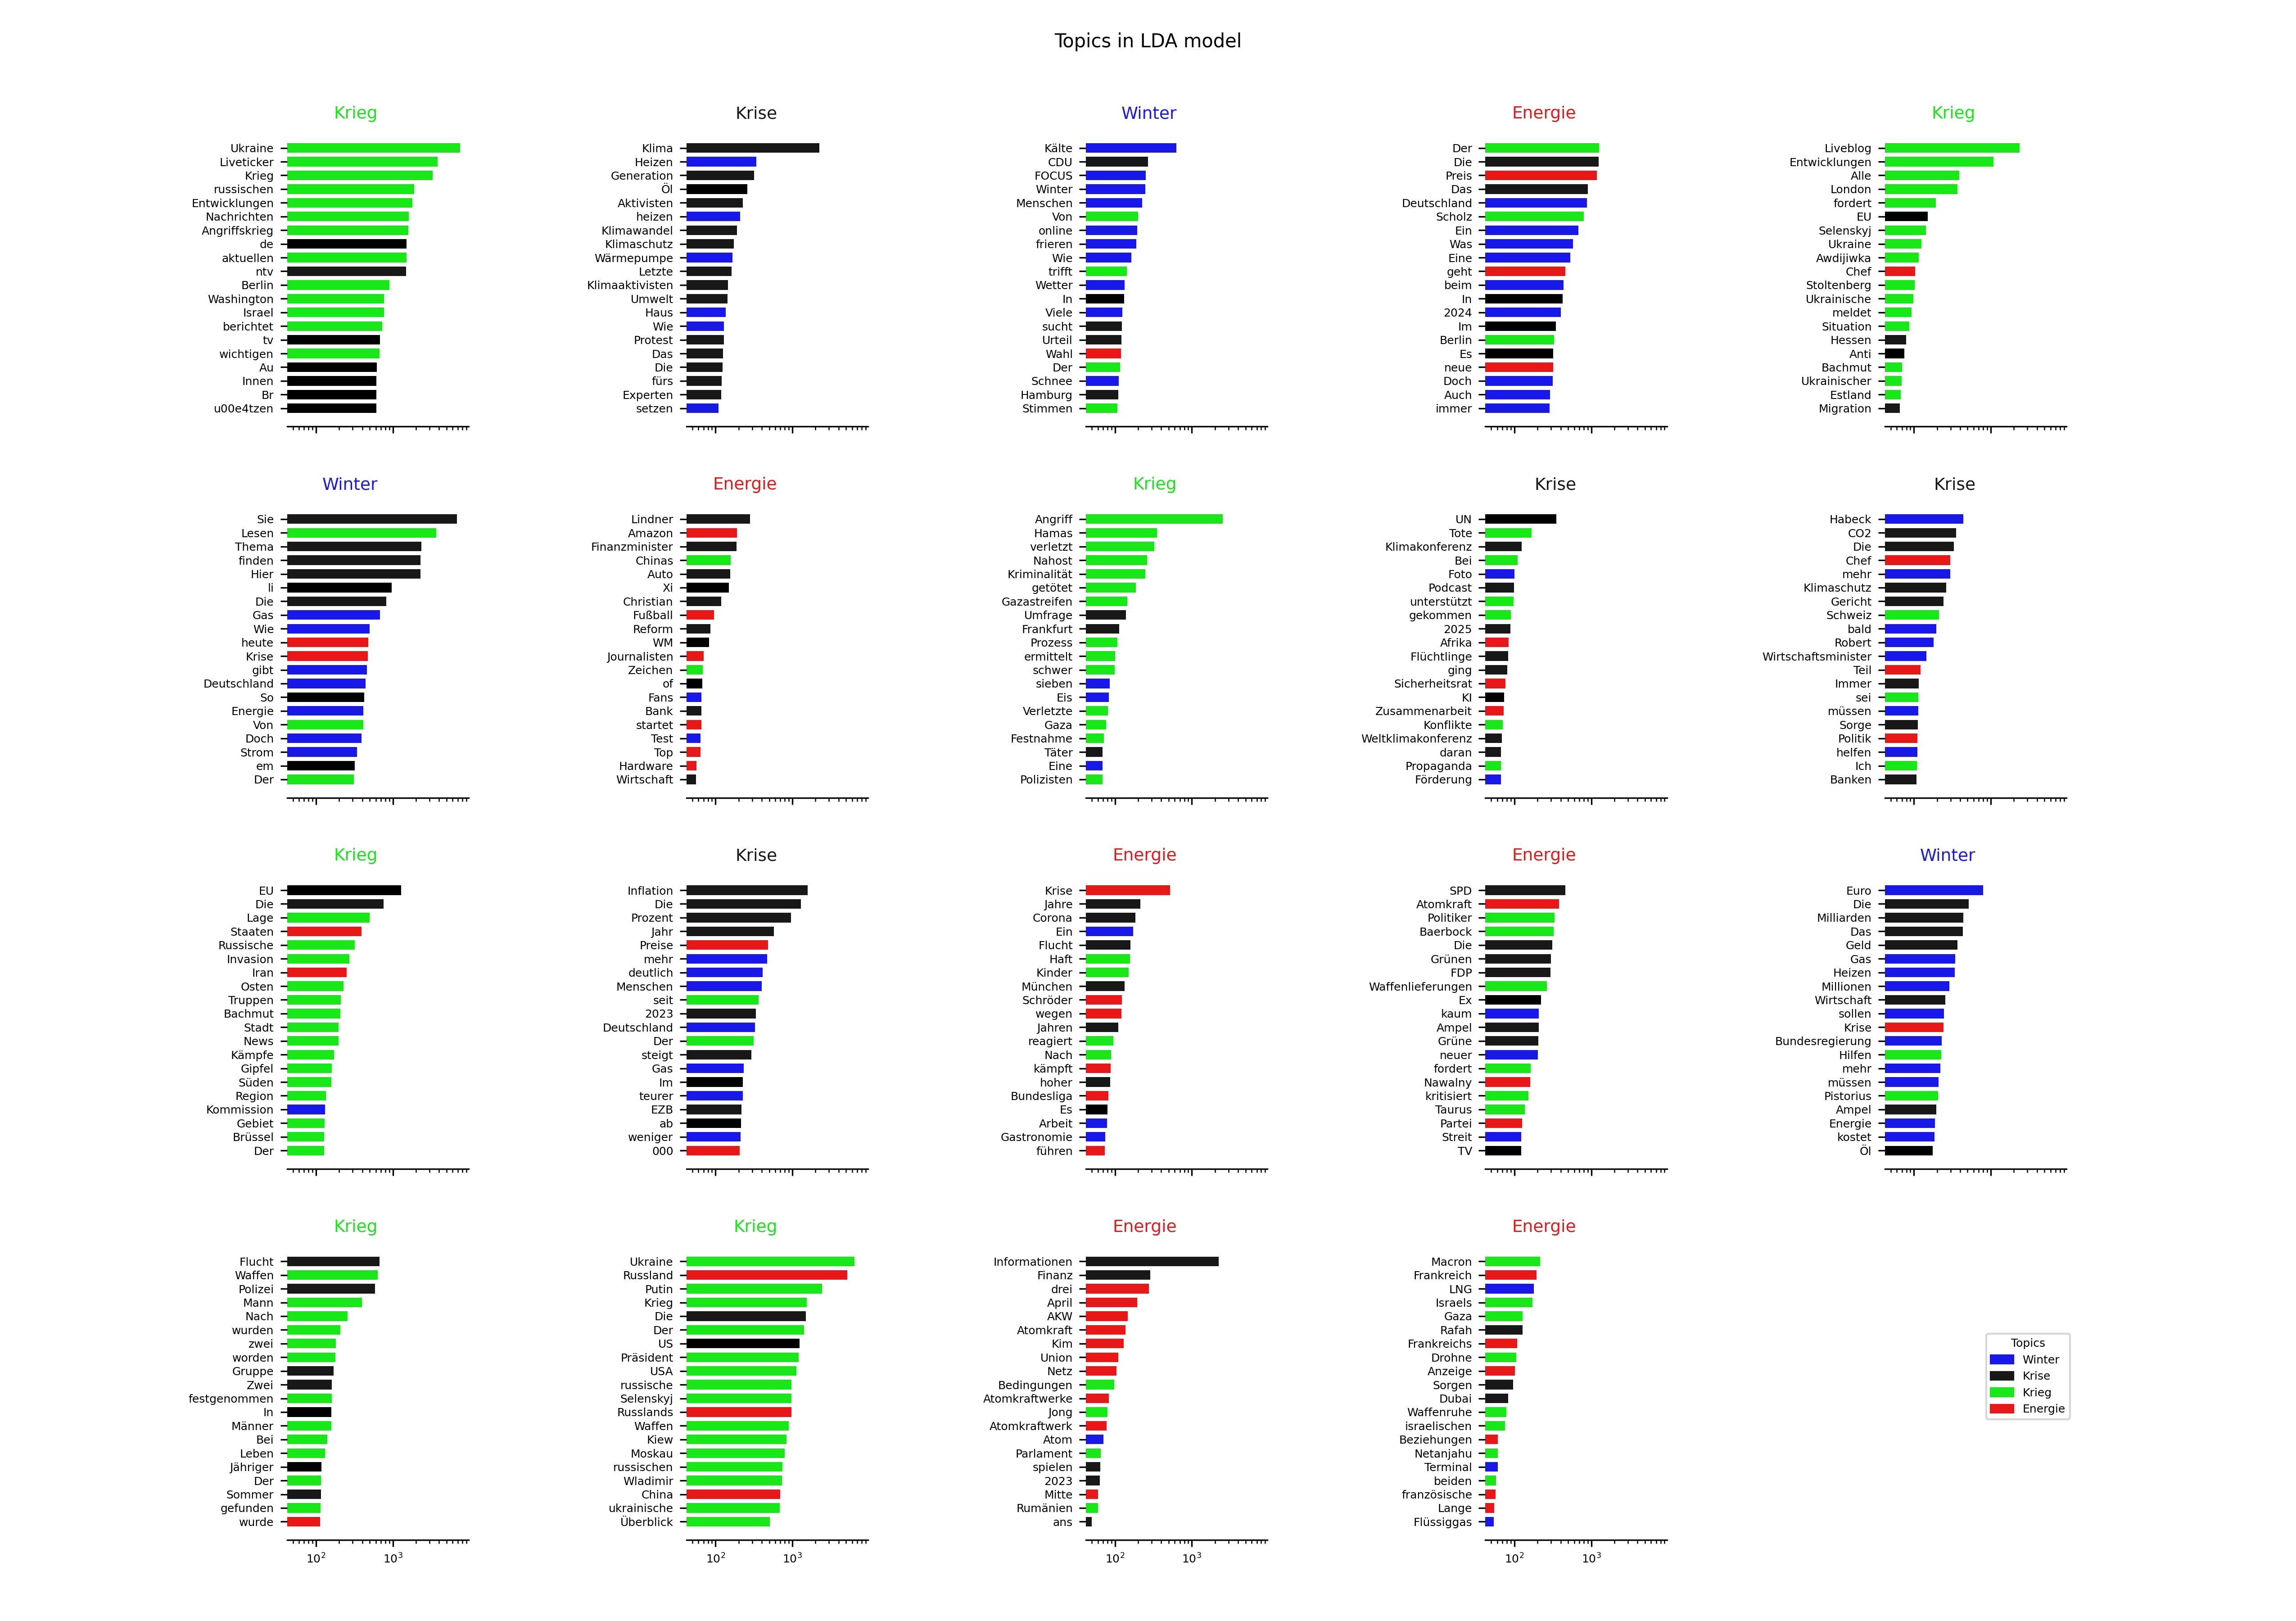 Topics in LDA model
Krieg
Ukraine
Liveticker
Krieg
russischen
Entwicklungen
Nachrichten
Angriffskrieg
de
aktuellen
ntv
Berlin
Washington
Israel
berichtet
tv
wichtigen
Au
Innen
Br
u00e4tzen
Krise
Klima
Heizen
Generation
Öl
Aktivisten
heizen
Klimawandel
Klimaschutz
Wärmepumpe
Letzte
Klimaaktivisten
Umwelt
Haus
Wie
Protest
Das
Die
fürs
Experten
setzen
Winter
Kälte
CDU
FOCUS
Winter
Menschen
Von
online
frieren
Wie
trifft
Wetter
In
Viele
sucht
Urteil
Wahl
Der
Schnee
Hamburg
Stimmen
Energie
Der
Die
Preis
Das
Deutschland
Scholz
Ein
Was
Eine
geht
beim
In
2024
Im
Berlin
Es
neue
Doch
Auch
immer
Krieg
Liveblog
Entwicklungen
Alle
London
fordert
EU
Selenskyj
Ukraine
Awdijiwka
Chef
Stoltenberg
Ukrainische
meldet
Situation
Hessen
Anti
Bachmut
Ukrainischer
Estland
Migration
Winter
Sie
Lesen
Thema
finden
Hier
li
Die
Gas
Wie
heute
Krise
gibt
Deutschland
So
Energie
Von
Doch
Strom
em
Der
Energie
Lindner
Amazon
Finanzminister
Chinas
Auto
Xi
Christian
Fußball
Reform
WM
Journalisten
Zeichen
of
Fans
Bank
startet
Test
Top
Hardware
Wirtschaft
Krieg
Angriff
Hamas
verletzt
Nahost
Kriminalität
getötet
Gazastreifen
Umfrage
Frankfurt
Prozess
ermittelt
schwer
sieben
Eis
Verletzte
Gaza
Festnahme
Täter
Eine
Polizisten
Krise
UN
Tote
Klimakonferenz
Bei
Foto
Podcast
unterstützt
gekommen
2025
Afrika
Flüchtlinge
ging
Sicherheitsrat
KI
Zusammenarbeit
Konflikte
Weltklimakonferenz
daran
Propaganda
Förderung
Krise
Habeck
CO2
Die
Chef
mehr
Klimaschutz
Gericht
Schweiz
bald
Robert
Wirtschaftsminister
Teil
Immer
sei
müssen
Sorge
Politik
helfen
Ich
Banken
Krieg
EU
Die
Lage
Staaten
Russische
Invasion
Iran
Osten
Truppen
Bachmut
Stadt
News
Kämpfe
Gipfel
Süden
Region
Kommission
Gebiet
Brüssel
Der
Krise
Inflation
Die
Prozent
Jahr
Preise
mehr
deutlich
Menschen
seit
2023
Deutschland
Der
steigt
Gas
Im
teurer
EZB
ab
weniger
000
Energie
Krise
Jahre
Corona
Ein
Flucht
Haft
Kinder
München
Schröder
wegen
Jahren
reagiert
Nach
kämpft
hoher
Bundesliga
Es
Arbeit
Gastronomie
führen
Energie
SPD
Atomkraft
Politiker
Baerbock
Die
Grünen
FDP
Waffenlieferungen
Ex
kaum
Ampel
Grüne
neuer
fordert
Nawalny
kritisiert
Taurus
Partei
Streit
TV
Winter
Euro
Die
Milliarden
Das
Geld
Gas
Heizen
Millionen
Wirtschaft
sollen
Krise
Bundesregierung
Hilfen
mehr
müssen
Pistorius
Ampel
Energie
kostet
Öl
Krieg
Flucht
Waffen
Polizei
Mann
Nach
wurden
zwei
worden
Gruppe
Zwei
festgenommen
In
Männer
Bei
Leben
Jähriger
Der
Sommer
gefunden
wurde
10² 10³
Krieg
Ukraine
Russland
Putin
Krieg
Die
Der
US
Präsident
USA
russische
Selenskyj
Russlands
Waffen
Kiew
Moskau
russischen
Wladimir
China
ukrainische
Überblick
10² 10³
Energie
Informationen
Finanz
drei
April
AKW
Atomkraft
Kim
Union
Netz
Bedingungen
Atomkraftwerke
Jong
Atomkraftwerk
Atom
Parlament
spielen
2023
Mitte
Rumänien
ans
10² 10³
Energie
Macron
Frankreich
LNG
Israels
Gaza
Rafah
Frankreichs
Drohne
Anzeige
Sorgen
Dubai
Waffenruhe
israelischen
Beziehungen
Netanjahu
Terminal
beiden
französische
Lange
Flüssiggas
10² 10³
Topics
Winter
Krise
Krieg
Energie